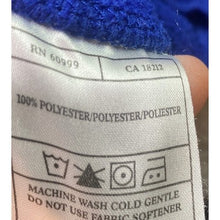 RN 60999 CA 18212
100% POLYESTER/POLYESTER/POLIESTER
MACHINE WASH COLD GENTLE
DO NOT USE FABRIC SOFTENER